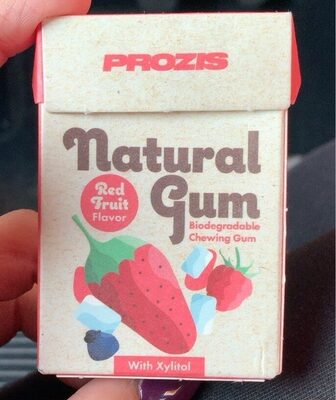 PROZIS
Natural
Gum
Red
Fruit
Flavor
Biodegradable
Chewing Gum
With Xylitol